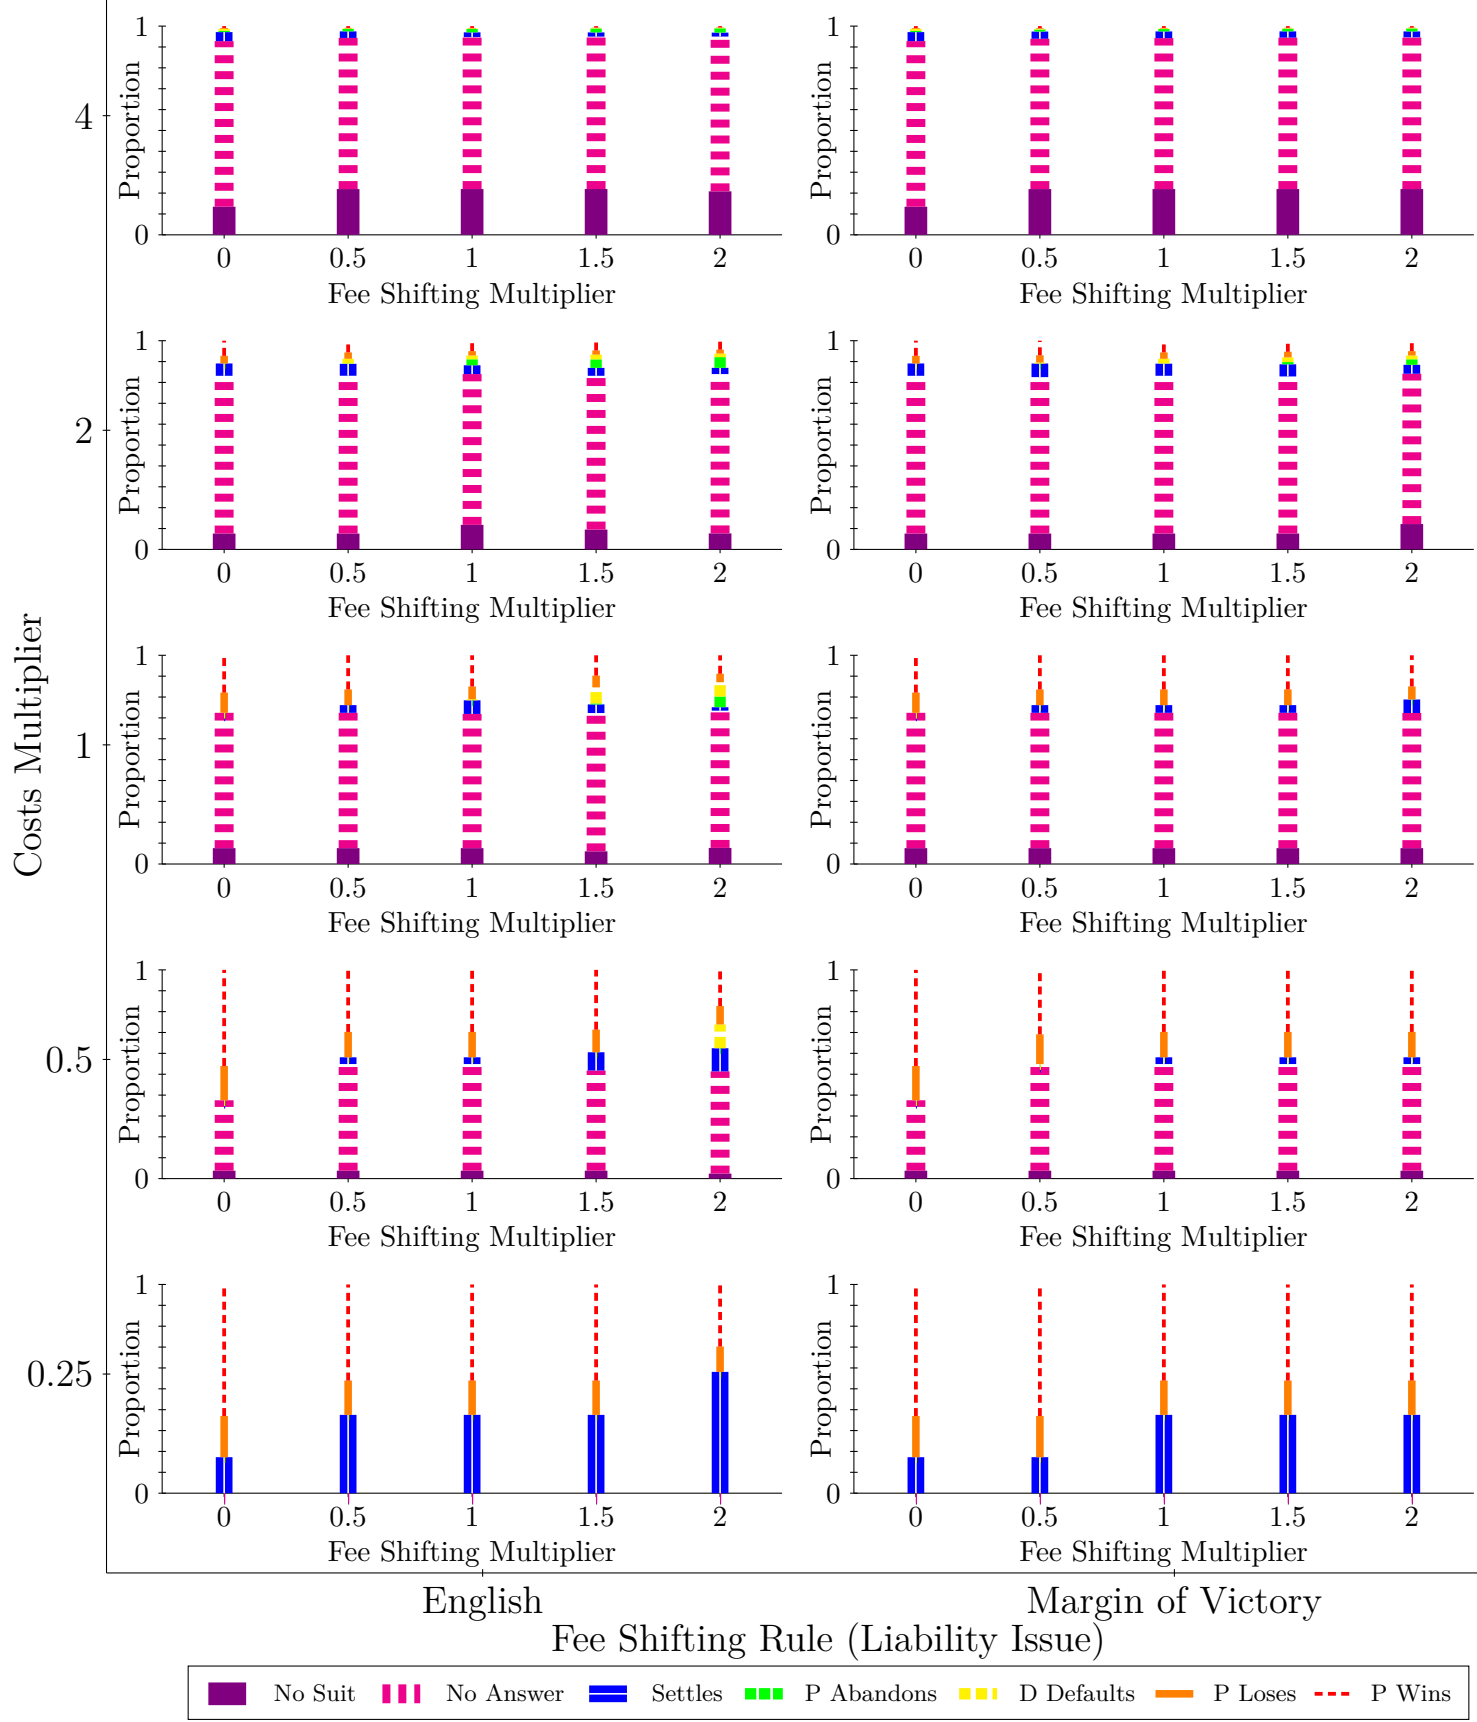 Costs Multiplier
4
Proportion
1
0
0 0.5 1 1.5 2
Fee Shifting Multiplier
Proportion
1
0
0 0.5 1 1.5 2
Fee Shifting Multiplier
2
Proportion
1
0
0 0.5 1 1.5 2
Fee Shifting Multiplier
Proportion
1
0
0 0.5 1 1.5 2
Fee Shifting Multiplier
1
Proportion
1
0
0 0.5 1 1.5 2
Fee Shifting Multiplier
Proportion
1
0
0 0.5 1 1.5 2
Fee Shifting Multiplier
0.5
Proportion
1
0
0 0.5 1 1.5 2
Fee Shifting Multiplier
Proportion
1
0
0 0.5 1 1.5 2
Fee Shifting Multiplier
0.25
Proportion
1
0
0 0.5 1 1.5 2
Fee Shifting Multiplier
Proportion
1
0
0 0.5 1 1.5 2
Fee Shifting Multiplier
English Margin of Victory
Fee Shifting Rule (Liability Issue)
No Suit No Answer Settles P Abandons D Defaults P Loses P Wins